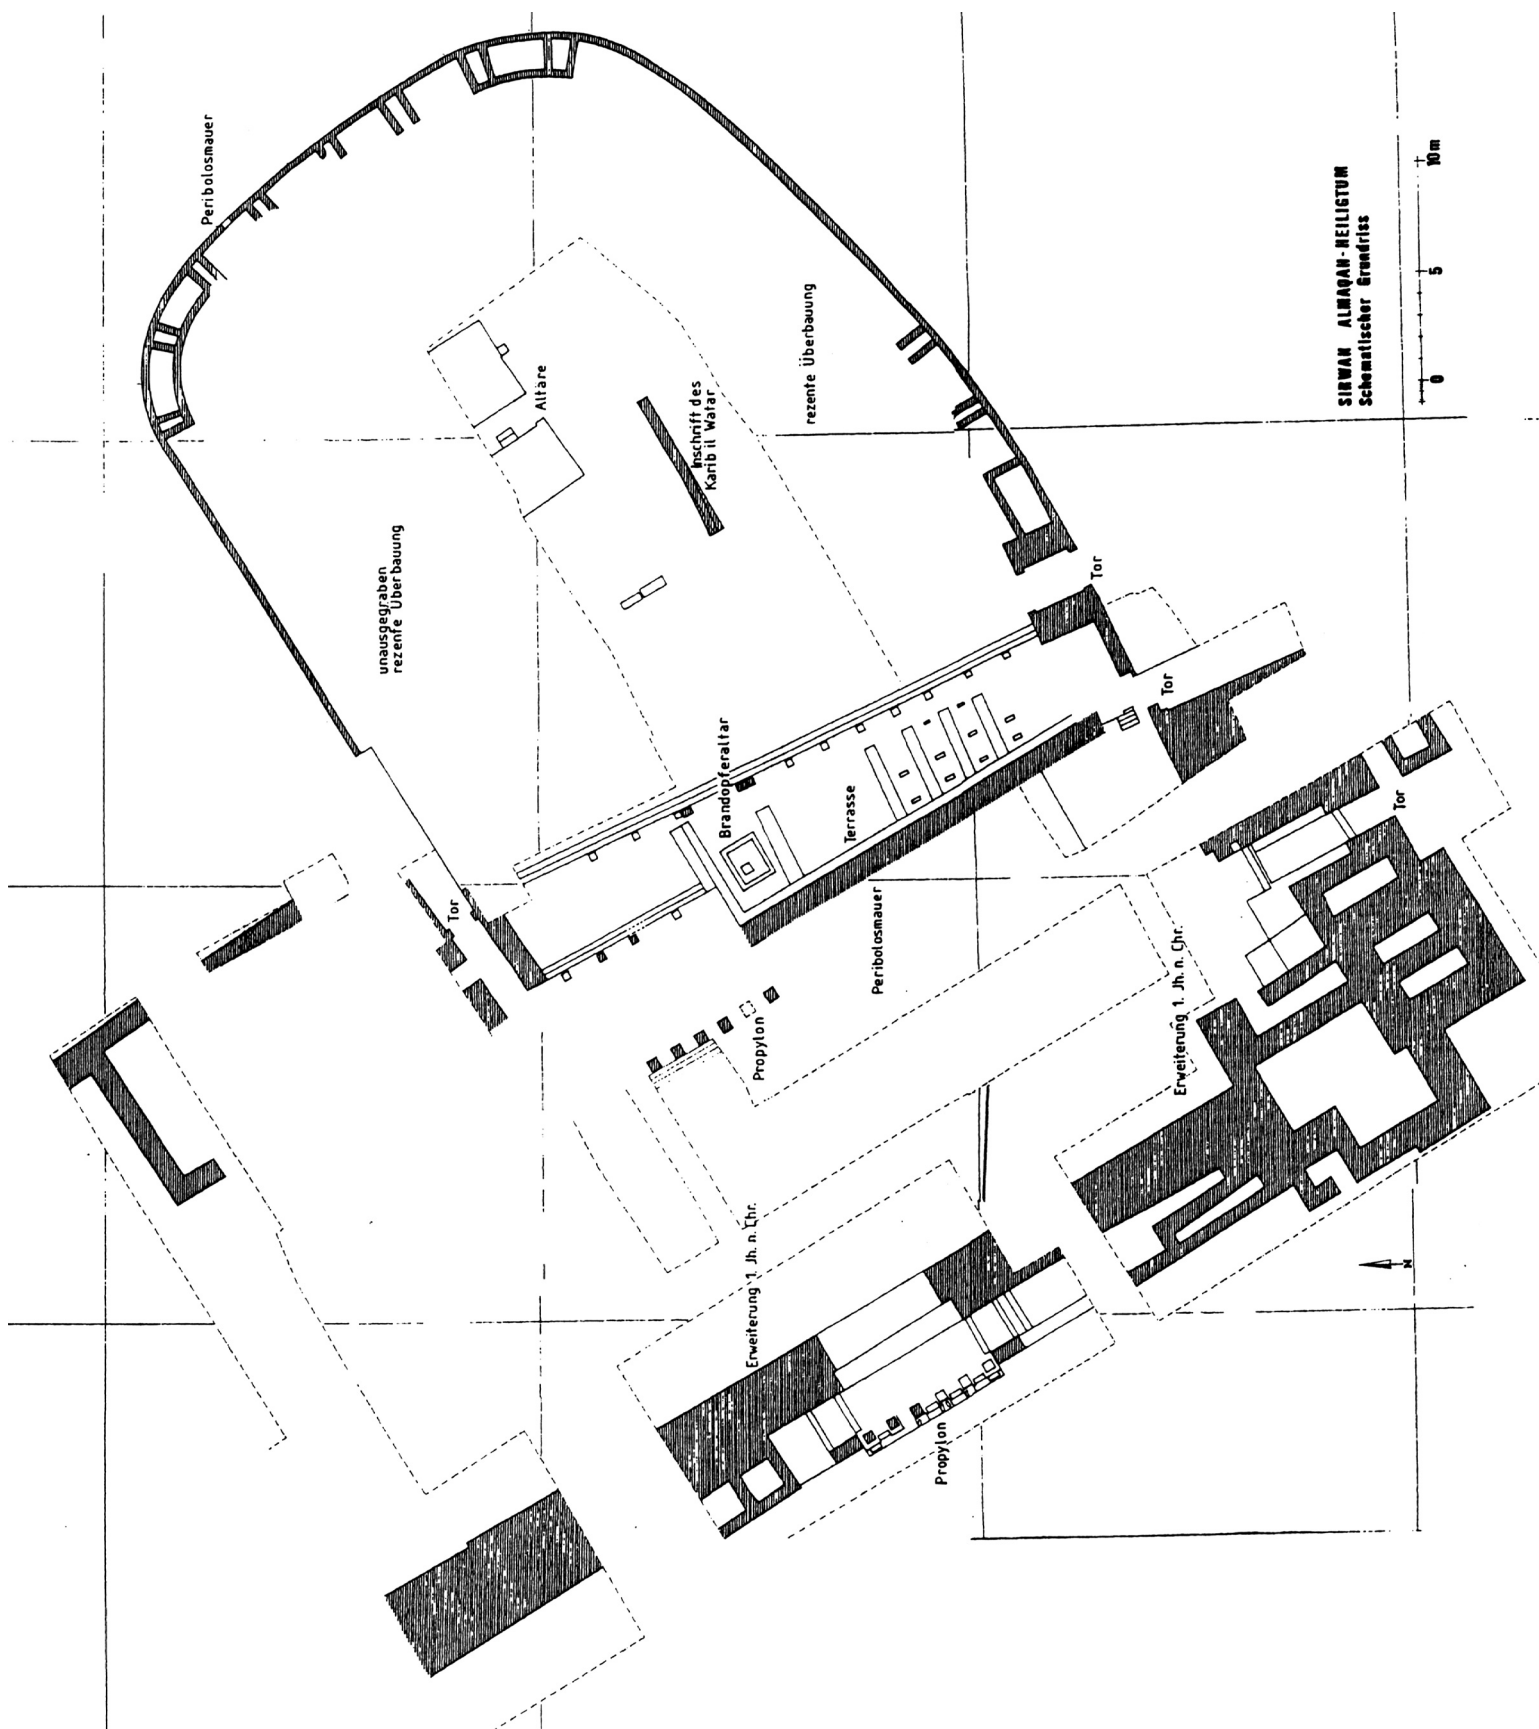 Peribolosmauer
unausgegraben
rezente Überbauung
Altäre
Inschrift des
Karib il Watar
rezente Überbauung
Tor
Tor
Tor
Brandopferaltar
Terrasse
Peribolosmauer
Propylon
Tor
Erweiterung 1. Jh. n. Chr.
Erweiterung 1. Jh. n. Chr.
Propylon
SIRWAH ALMAQAH-HEILIGTUM
Schematischer Grundriss
0 5 10m
N